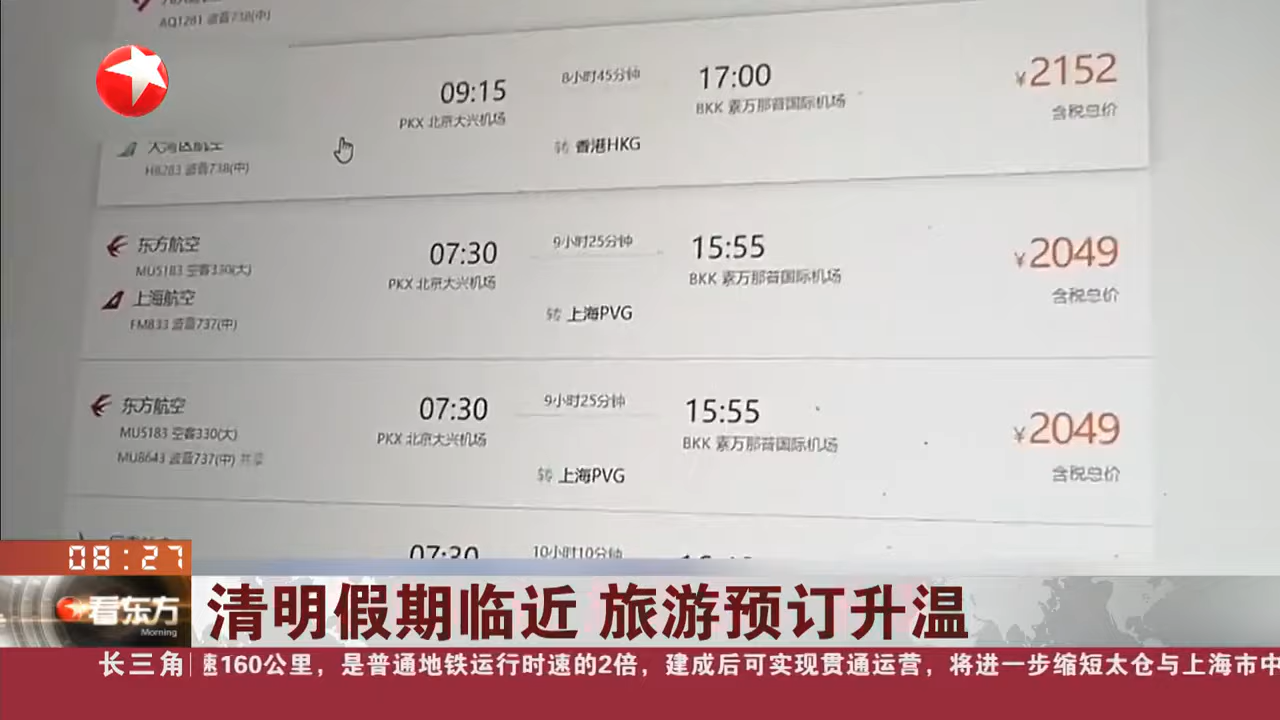 AQ1281 波音738(中)
09:15
8小时45分钟
17:00
¥2152
PKX 北京大兴机场
BKK 素万那普国际机场
含税总价
转 香港HKG
波音738(中)
东方航空
MU5183 空客330(大)
上海航空
FM833 波音737(中)
07:30
9小时25分钟
15:55
¥2049
PKX 北京大兴机场
BKK 素万那普国际机场
含税总价
转 上海PVG
东方航空
MU5183 空客330(大)
MU8643 波音737(中) 共享
07:30
9小时25分钟
15:55
¥2049
PKX 北京大兴机场
BKK 素万那普国际机场
含税总价
转 上海PVG
07:30
10小时10分钟
08:27
看东方
Morning
清明假期临近 旅游预订升温
长三角
速160公里，是普通地铁运行时速的2倍，建成后可实现贯通运营，将进一步缩短太仓与上海市中